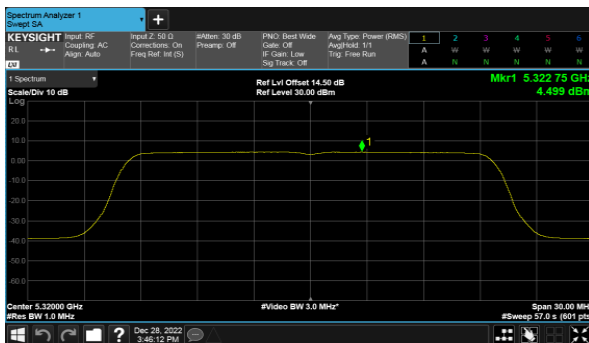 Spectrum Analyzer 1
Swept SA
+
KEYSIGHT Input: RF Input Z: 50 Ω #Atten: 30 dB PNO: Best Wide Avg Type: Power (RMS) 1 2 3 4 5 6
RL Coupling: AC Corrections: On Preamp: Off Gate: Off Avg|Hold: 1/1 A W W W W W
Align: Auto Freq Ref: Int (S) IF Gain: Low Trig: Free Run
LXI Sig Track: Off A N N N N N
1 Spectrum Ref Lvl Offset 14.50 dB Mkr1 5.322 75 GHz
Scale/Div 10 dB Ref Level 30.00 dBm 4.499 dBm
Log
20.0
10.0 1
0.00
-10.0
-20.0
-30.0
-40.0
-50.0
-60.0
Center 5.32000 GHz #Video BW 3.0 MHz* Span 30.00 MH
#Res BW 1.0 MHz #Sweep 57.0 s (601 pts
? Dec 28, 2022
3:46:12 PM